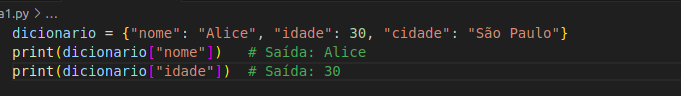 a1.py > ...
dicionario = {"nome": "Alice", "idade": 30, "cidade": "São Paulo"}
print(dicionario["nome"])   # Saída: Alice
print(dicionario["idade"])  # Saída: 30